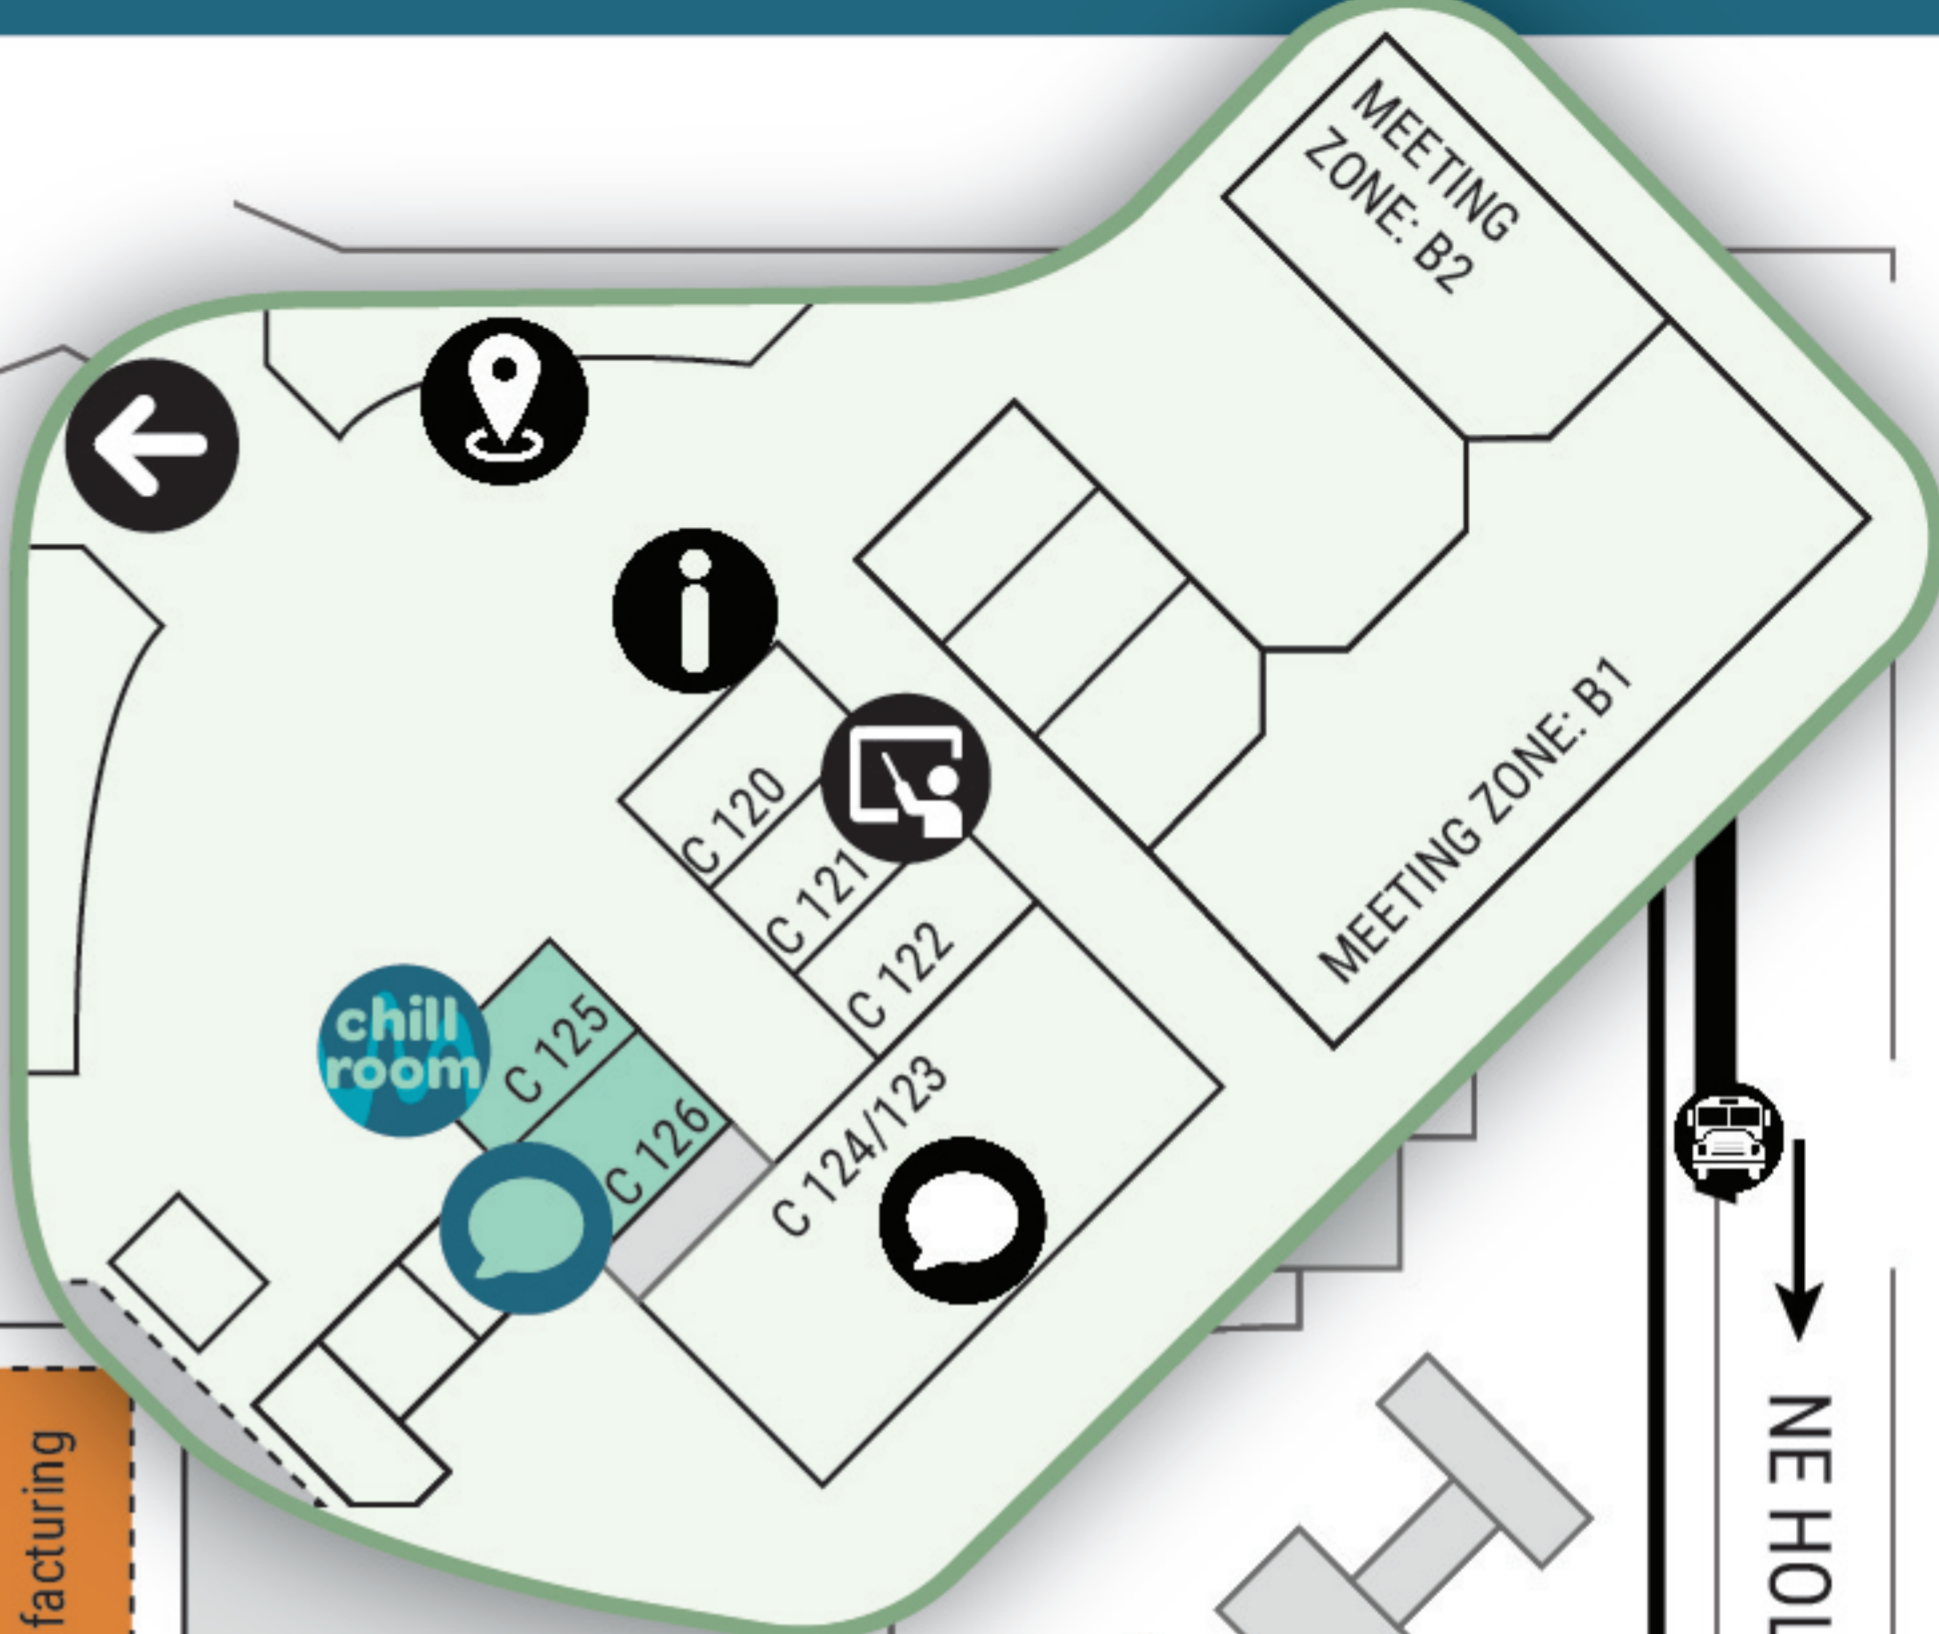 MEETING
ZONE: B2
MEETING ZONE: B1
C 120
C 121
C 122
C 124/123
chill
room
C 125
C 126
facturing
NE HOL